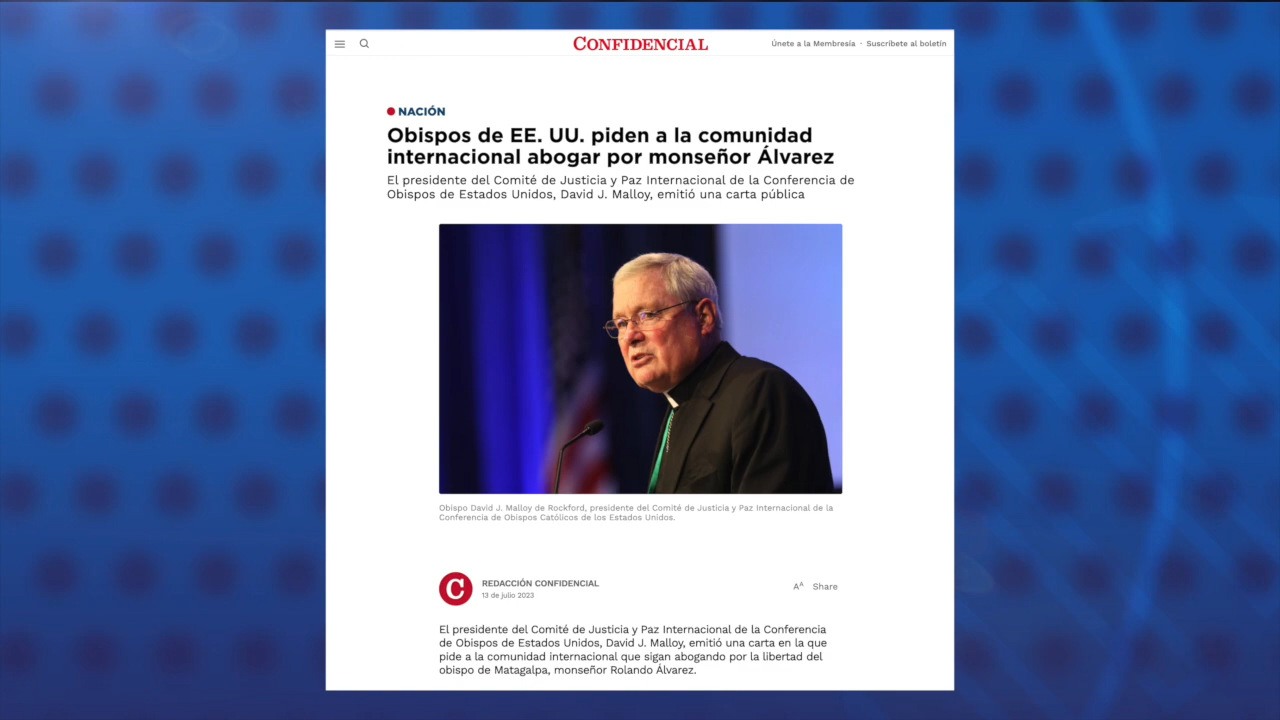 CONFIDENCIAL
Únete a la Membresía · Suscribete al boletín
NACIÓN
Obispos de EE. UU. piden a la comunidad
internacional abogar por monseñor Álvarez
El presidente del Comité de Justicia y Paz Internacional de la Conferencia de
Obispos de Estados Unidos, David J. Malloy, emitió una carta pública
Obispo David J. Malloy de Rockford, presidente del Comité de Justicia y Paz Internacional de la
Conferencia de Obispos Católicos de los Estados Unidos.
C
REDACCIÓN CONFIDENCIAL
13 de julio 2023
AA Share
El presidente del Comité de Justicia y Paz Internacional de la Conferencia
de Obispos de Estados Unidos, David J. Malloy, emitió una carta en la que
pide a la comunidad internacional que sigan abogando por la libertad del
obispo de Matagalpa, monseñor Rolando Álvarez.